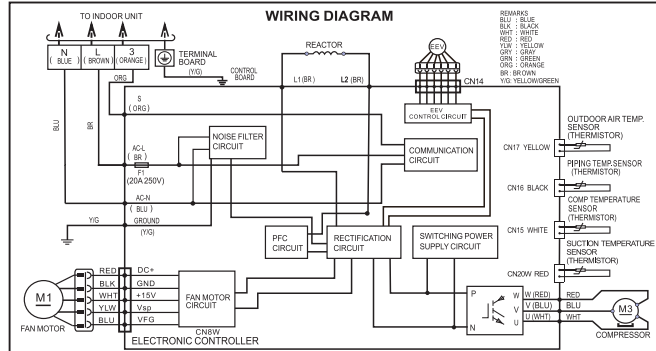 WIRING DIAGRAM
TO INDOOR UNIT
N
( BLUE )
L
( BROWN )
3
( ORANGE )
TERMINAL
BOARD
(Y/G)
REACTOR
EEV
REMARKS
BLU : BLUE
BLK : BLACK
WHT : WHITE
RED : RED
YLW : YELLOW
GRY : GRAY
GRN : GREEN
ORG : ORANGE
BR : BROWN
Y/G: YELLOW/GREEN
ORG
CONTROL
BOARD
L1(BR)
L2 (BR)
CN14
S
( ORG )
BLU
BR
NOISE FILTER
CIRCUIT
EEV
CONTROL CIRCUIT
COMMUNICATION
CIRCUIT
AC-L
( BR )
F1
(20A 250V)
AC-N
( BLU )
Y/G
GROUND
(Y/G)
OUTDOOR AIR TEMP.
SENSOR
(THERMISTOR)
CN17 YELLOW
PIPING TEMP.SENSOR
(THERMISTOR)
CN16 BLACK
COMP TEMPERATURE
SENSOR
(THERMISTOR)
CN15 WHITE
SUCTION TEMPERATURE
SENSOR
(THERMISTOR)
CN20W RED
PFC
CIRCUIT
RECTIFICATION
CIRCUIT
SWITCHING POWER
SUPPLY CIRCUIT
M1
FAN MOTOR
RED
DC+
BLK
GND
WHT
+15V
YLW
Vsp
BLU
VFG
FAN MOTOR
CIRCUIT
CN8W
ELECTRONIC CONTROLLER
P
N
W
V
U
W (RED)
V (BLU)
U (WHT)
RED
BLU
WHT
M3
COMPRESSOR